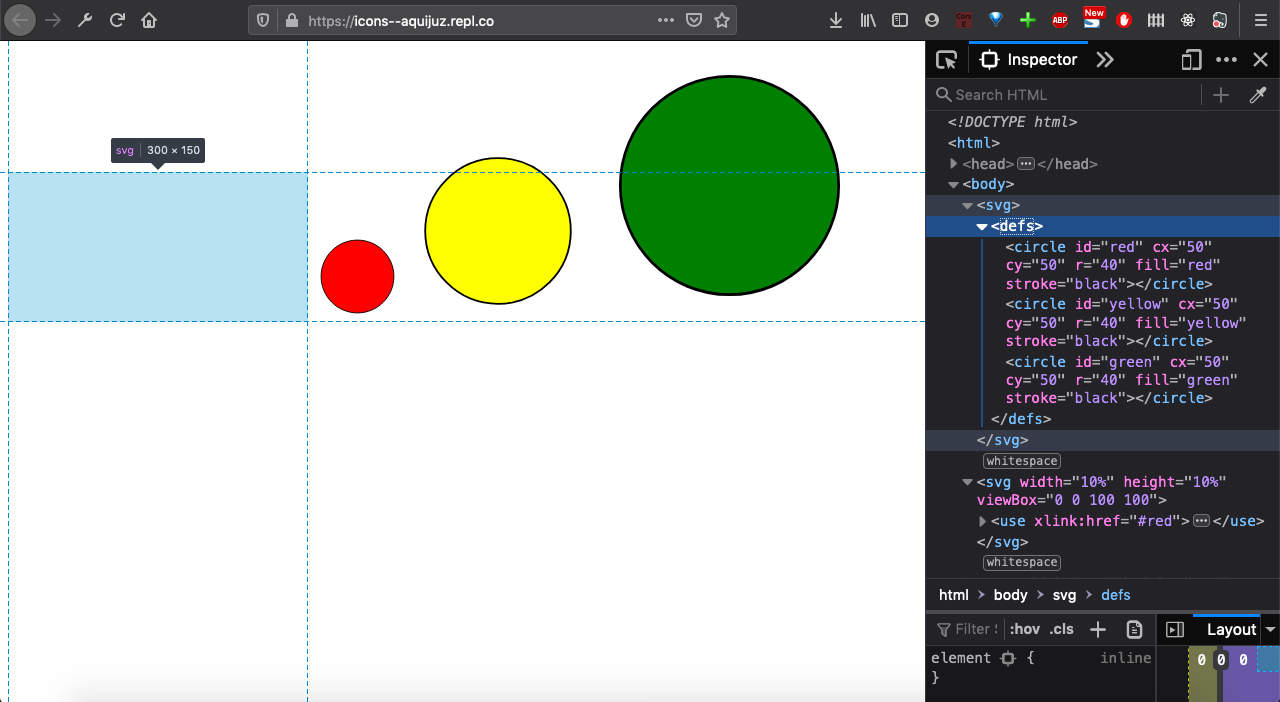 https://icons--aquijuz.repl.co
Cors
E
ABP
New
S
Inspector
Search HTML
<!DOCTYPE html>
<html>
<head> ••• </head>
<body>
<svg>
<defs>
<circle id="red" cx="50"
cy="50" r="40" fill="red"
stroke="black"></circle>
<circle id="yellow" cx="50"
cy="50" r="40" fill="yellow"
stroke="black"></circle>
<circle id="green" cx="50"
cy="50" r="40" fill="green"
stroke="black"></circle>
</defs>
</svg>
whitespace
<svg width="10%" height="10%"
viewBox="0 0 100 100">
<use xlink:href="#red"> ••• </use>
</svg>
whitespace
svg 300 × 150
html > body > svg > defs
Filter S :hov .cls +
Layout
element { inline
}
0 0 0